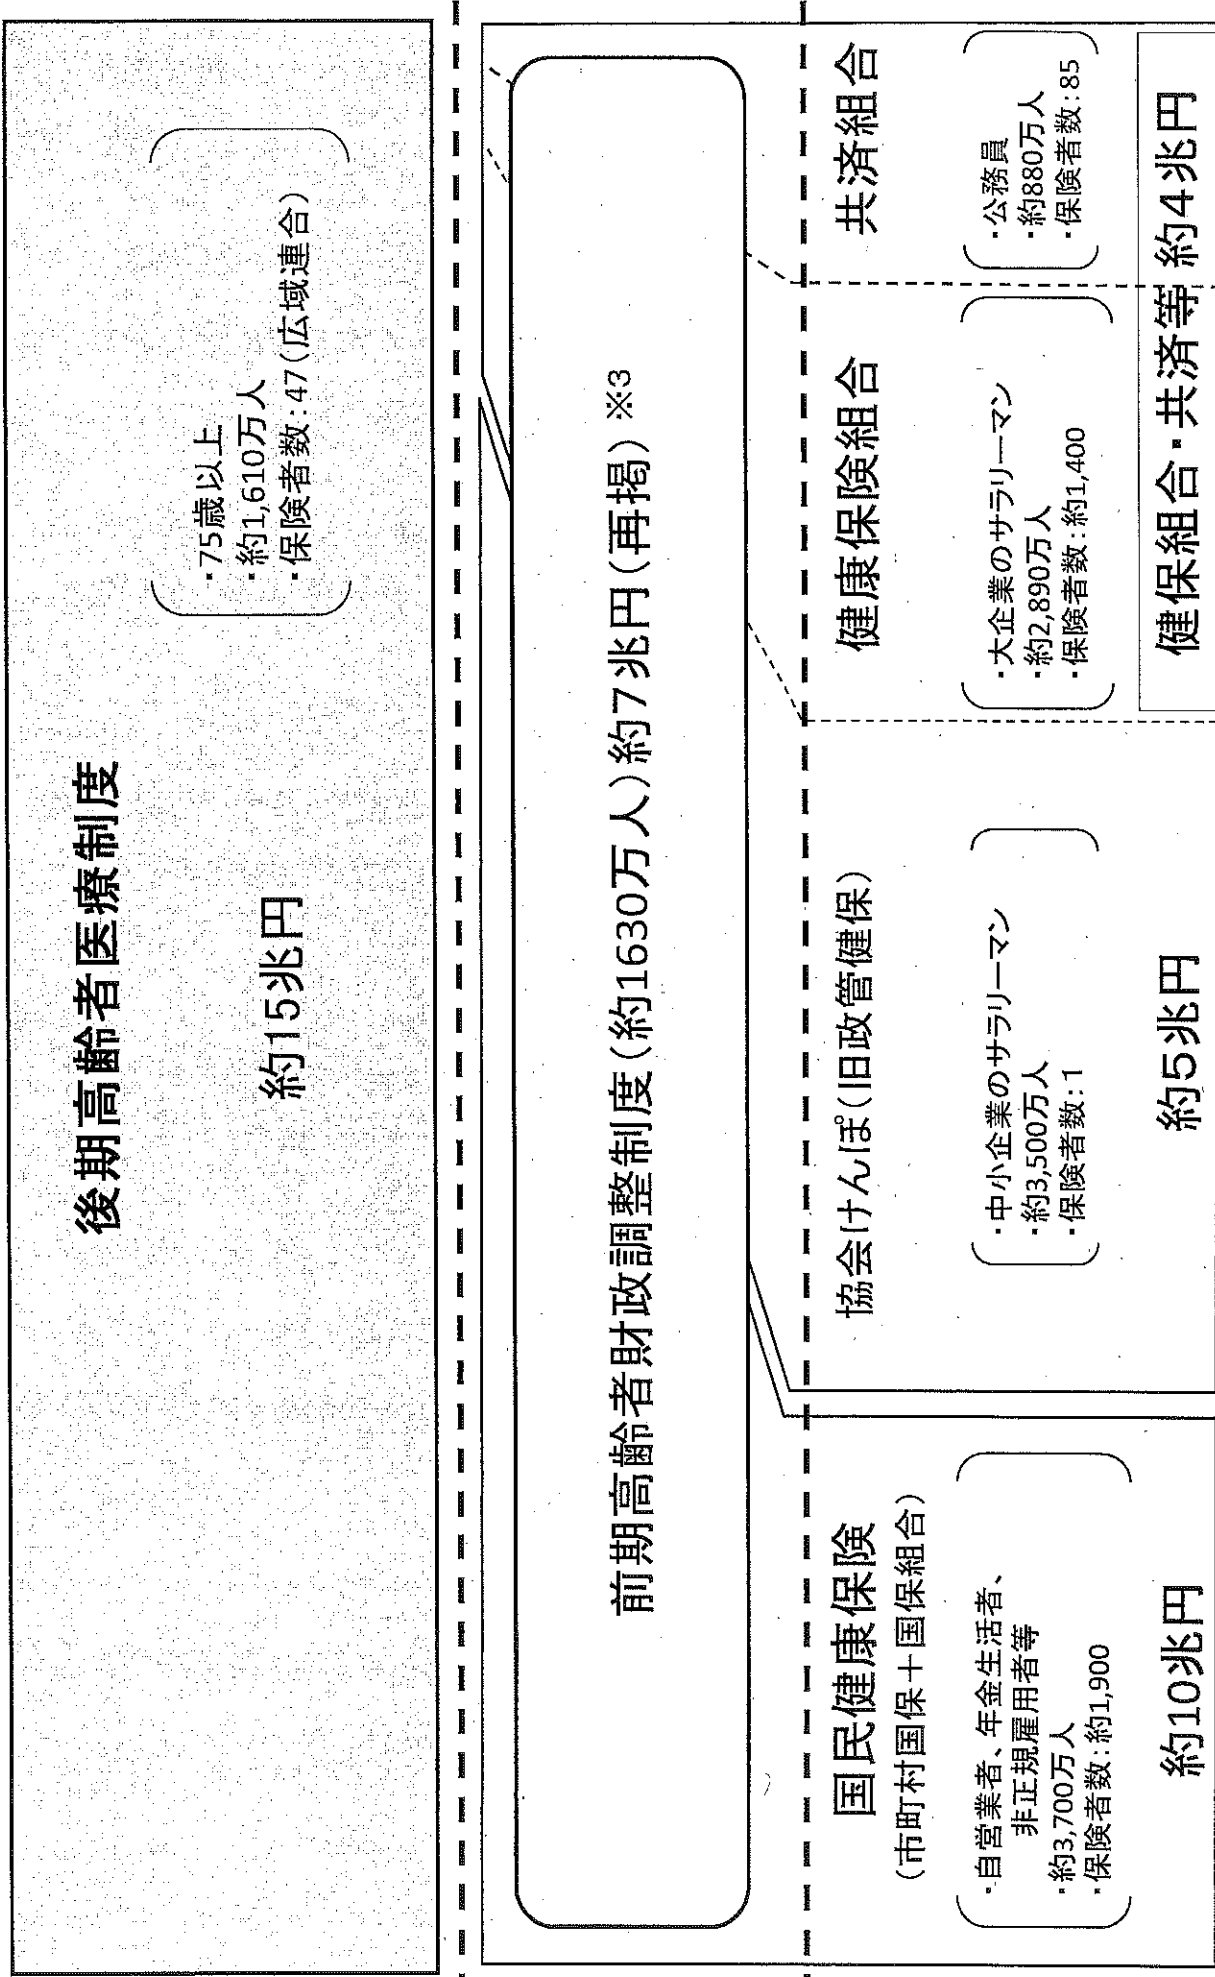 後期高齢者医療制度
約15兆円
・75歳以上
・約1,610万人
・保険者数:47(広域連合)
前期高齢者財政調整制度(約1630万人)約7兆円(再掲)※3
国民健康保険
(市町村国保+国保組合)
・自営業者、年金生活者、
非正規雇用者等
・約3,700万人
・保険者数:約1,900
約10兆円
協会けんぽ(旧政管健保)
・中小企業のサラリーマン
・約3,500万人
・保険者数:1
約5兆円
健康保険組合
・大企業のサラリーマン
・約2,890万人
・保険者数:約1,400
共済組合
・公務員
・約880万人
・保険者数:85
健保組合・共済等 約4兆円